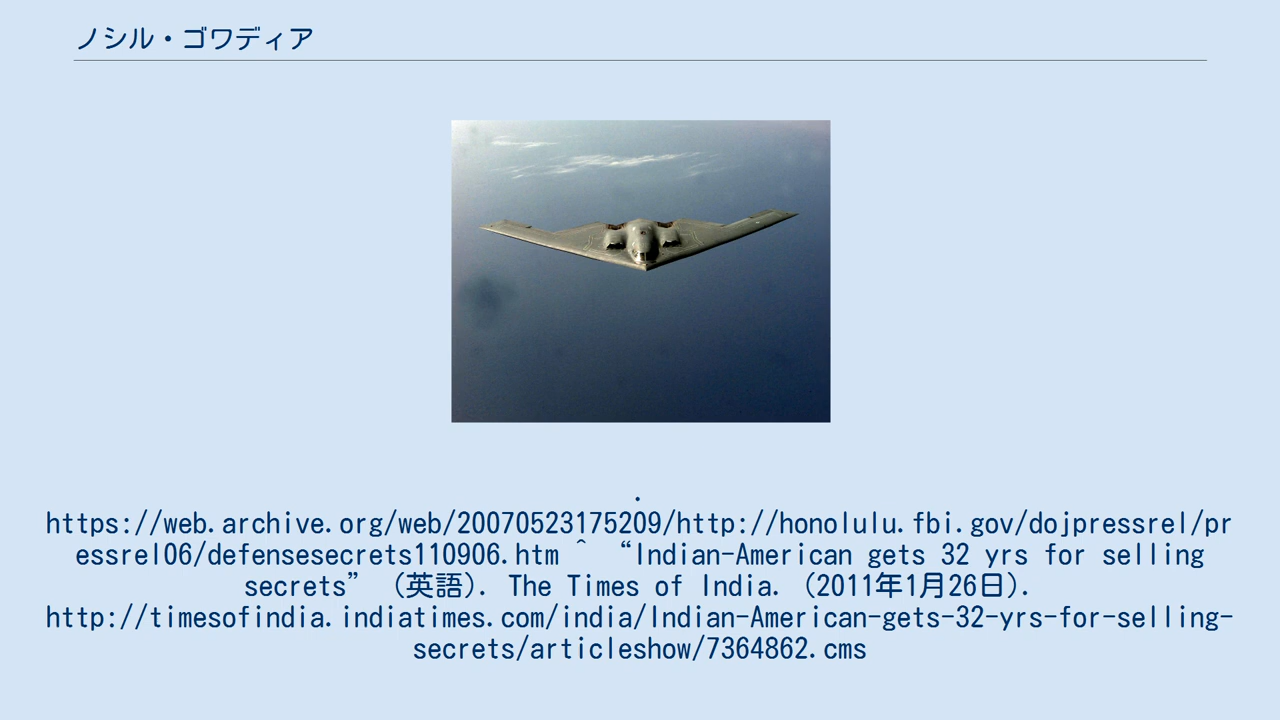 ノシル・ゴワディア
.
https://web.archive.org/web/20070523175209/http://honolulu.fbi.gov/dojpressrel/pr
essrel06/defensesecrets110906.htm ^ “Indian-American gets 32 yrs for selling
secrets” (英語). The Times of India. (2011年1月26日).
http://timesofindia.indiatimes.com/india/Indian-American-gets-32-yrs-for-selling-
secrets/articleshow/7364862.cms